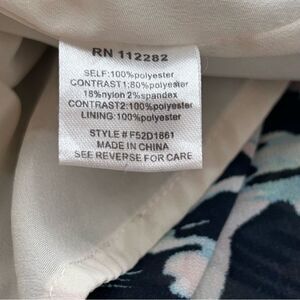 RN 112282
SELF:100%polyester
CONTRAST1:80%polyester
18%nylon 2%spandex
CONTRAST2:100%polyester
LINING:100%polyester
STYLE#F52D1861
MADE IN CHINA
SEE REVERSE FOR CARE